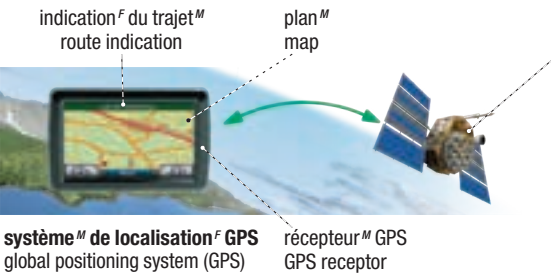 indication F du trajet M
route indication
plan M
map
système M de localisation F GPS
global positioning system (GPS)
récepteur M GPS
GPS receptor